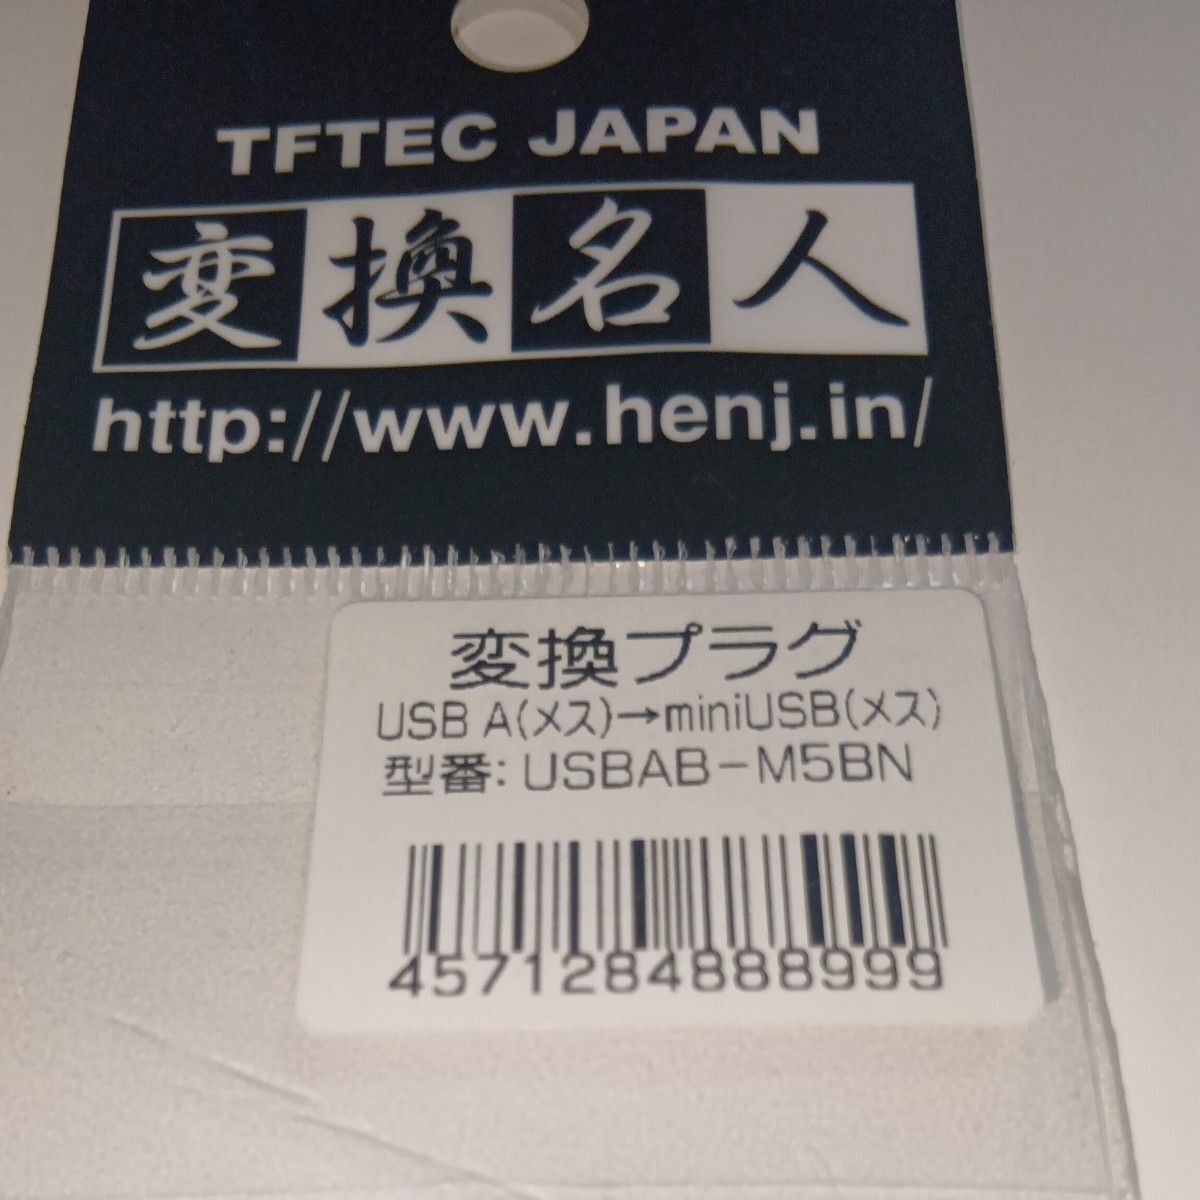 TFTEC JAPAN
変換名人
http://www.henj.in/
変換プラグ
USB A(メス)→miniUSB(メス)
型番: USBAB-M5BN
4571284888999